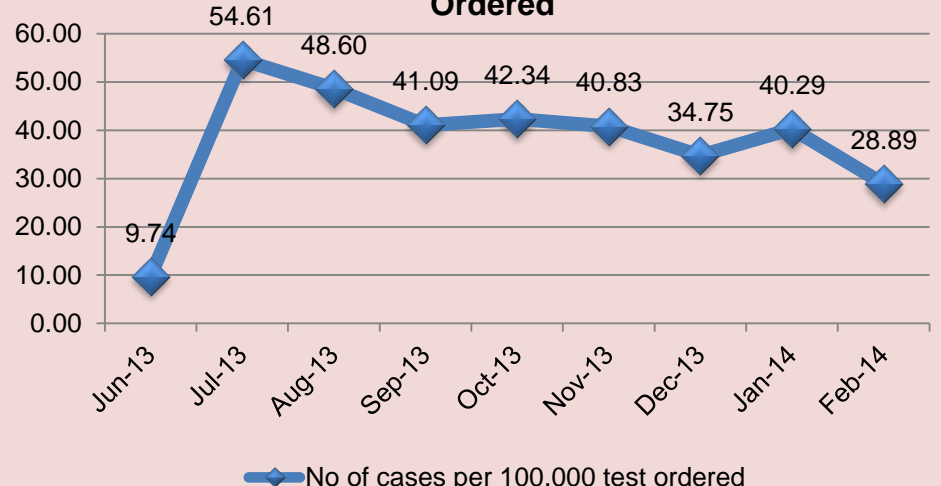 Ordered
60.00
50.00
40.00
30.00
20.00
10.00
0.00
9.74
54.61
48.60
41.09
42.34
40.83
34.75
40.29
28.89
Jun-13
Jul-13
Aug-13
Sep-13
Oct-13
Nov-13
Dec-13
Jan-14
Feb-14
No of cases per 100,000 test ordered